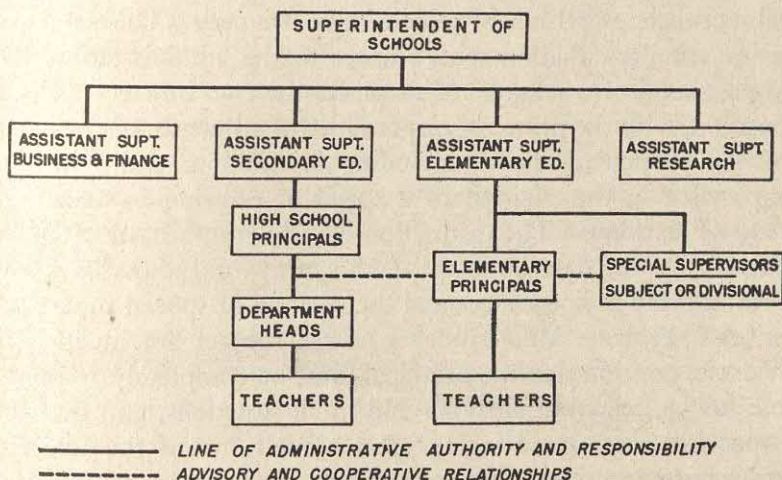 SUPERINTENDENT OF
SCHOOLS
ASSISTANT SUPT.
BUSINESS & FINANCE
ASSISTANT SUPT.
SECONDARY ED.
ASSISTANT SUPT.
ELEMENTARY ED.
ASSISTANT SUPT.
RESEARCH
HIGH SCHOOL
PRINCIPALS
ELEMENTARY
PRINCIPALS
SPECIAL SUPERVISORS
SUBJECT OR DIVISIONAL
DEPARTMENT
HEADS
TEACHERS
TEACHERS
LINE OF ADMINISTRATIVE AUTHORITY AND RESPONSIBILITY
ADVISORY AND COOPERATIVE RELATIONSHIPS